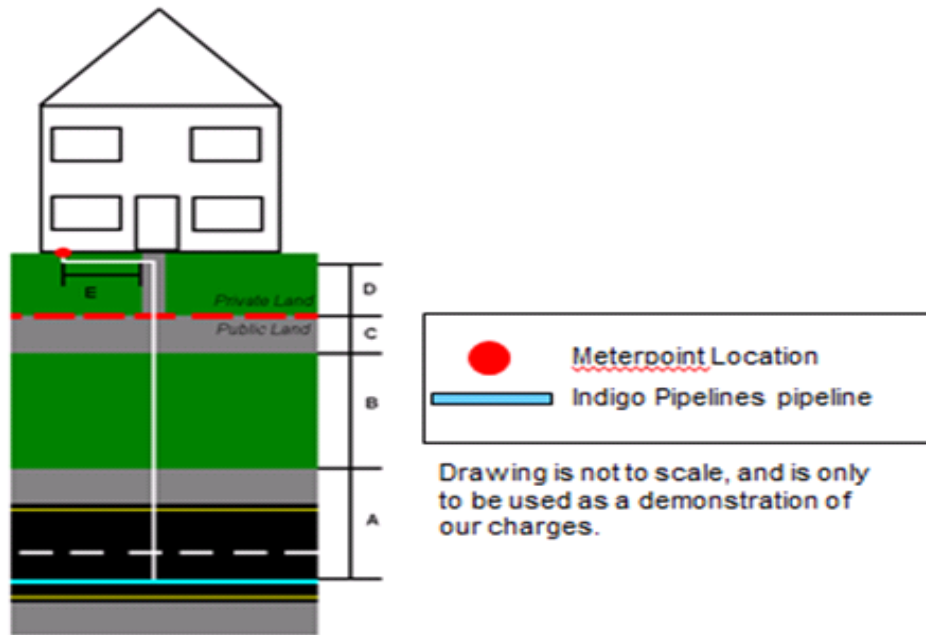 E
D
Private Land
Public Land
C
B
A
Meterpoint Location
Indigo Pipelines pipeline
Drawing is not to scale, and is only
to be used as a demonstration of
our charges.